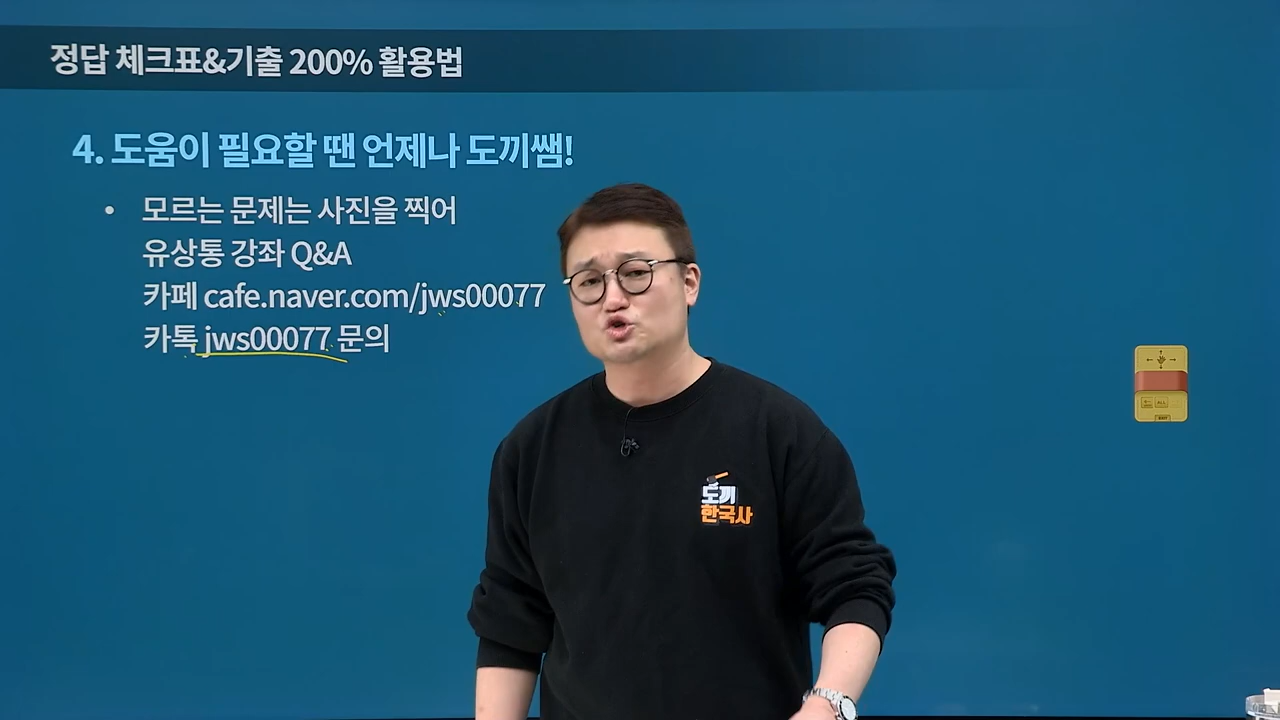 정답 체크표&기출 200% 활용법
4. 도움이 필요할 땐 언제나 도끼쌤!
• 모르는 문제는 사진을 찍어
유상통 강좌 Q&A
카페 cafe.naver.com/jws00077
카톡 jws00077 문의
도끼
한국사
EXIT